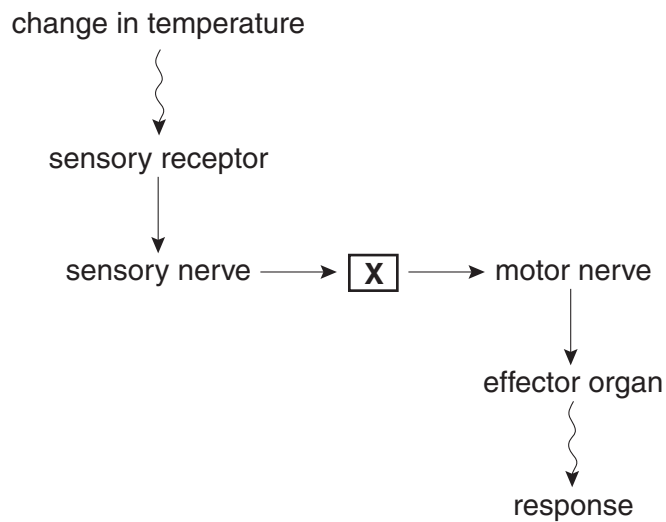 change in temperature
sensory receptor
sensory nerve
X
motor nerve
effector organ
response